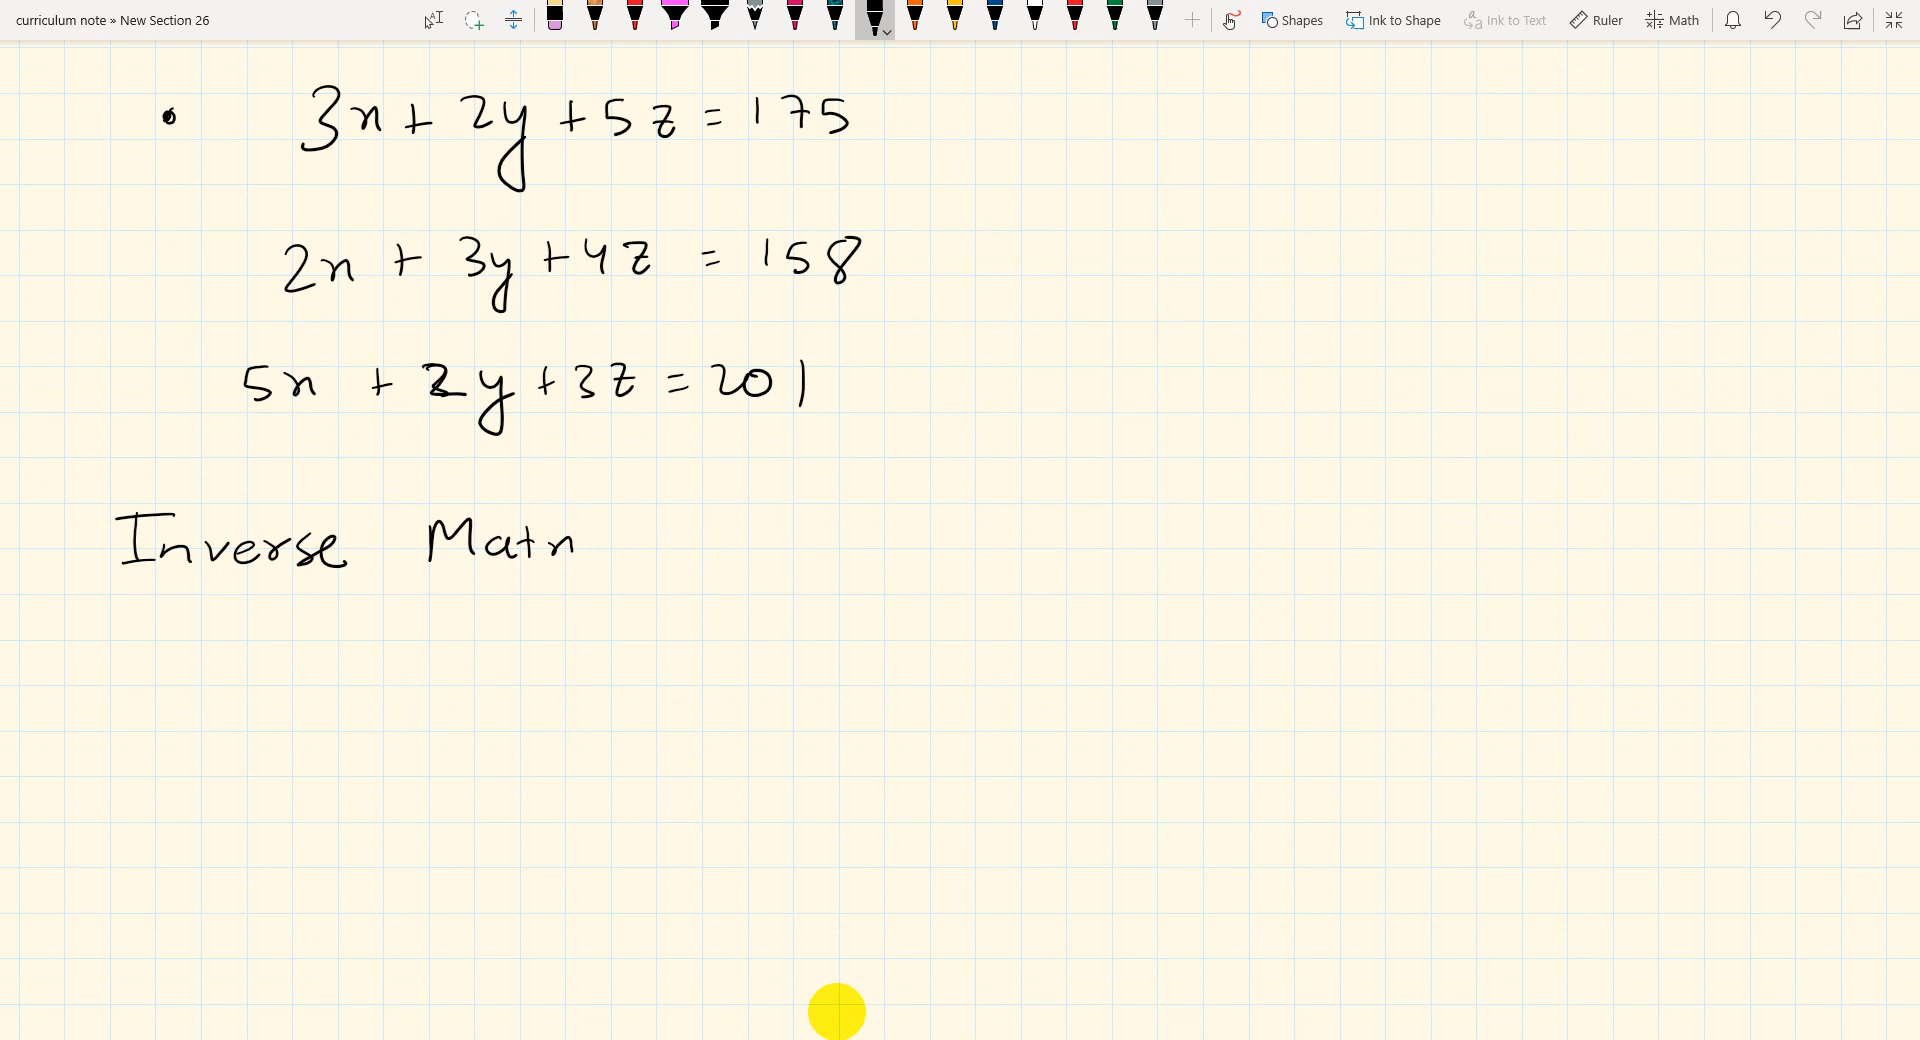 curriculum note » New Section 26
Shapes Ink to Shape Ink to Text Ruler Math
• 3x + 2y + 5z = 175
2x + 3y + 4z = 158
5x + 2y + 3z = 201
Inverse Matr